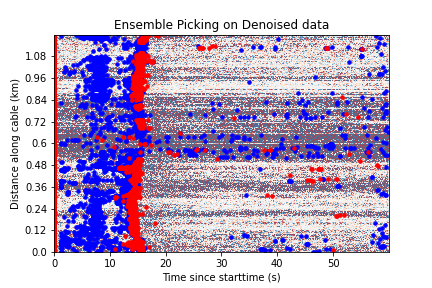 Ensemble Picking on Denoised data
Distance along cable (km)
1.08
0.96
0.84
0.72
0.6
0.48
0.36
0.24
0.12
0.0
0 10 20 30 40 50
Time since starttime (s)